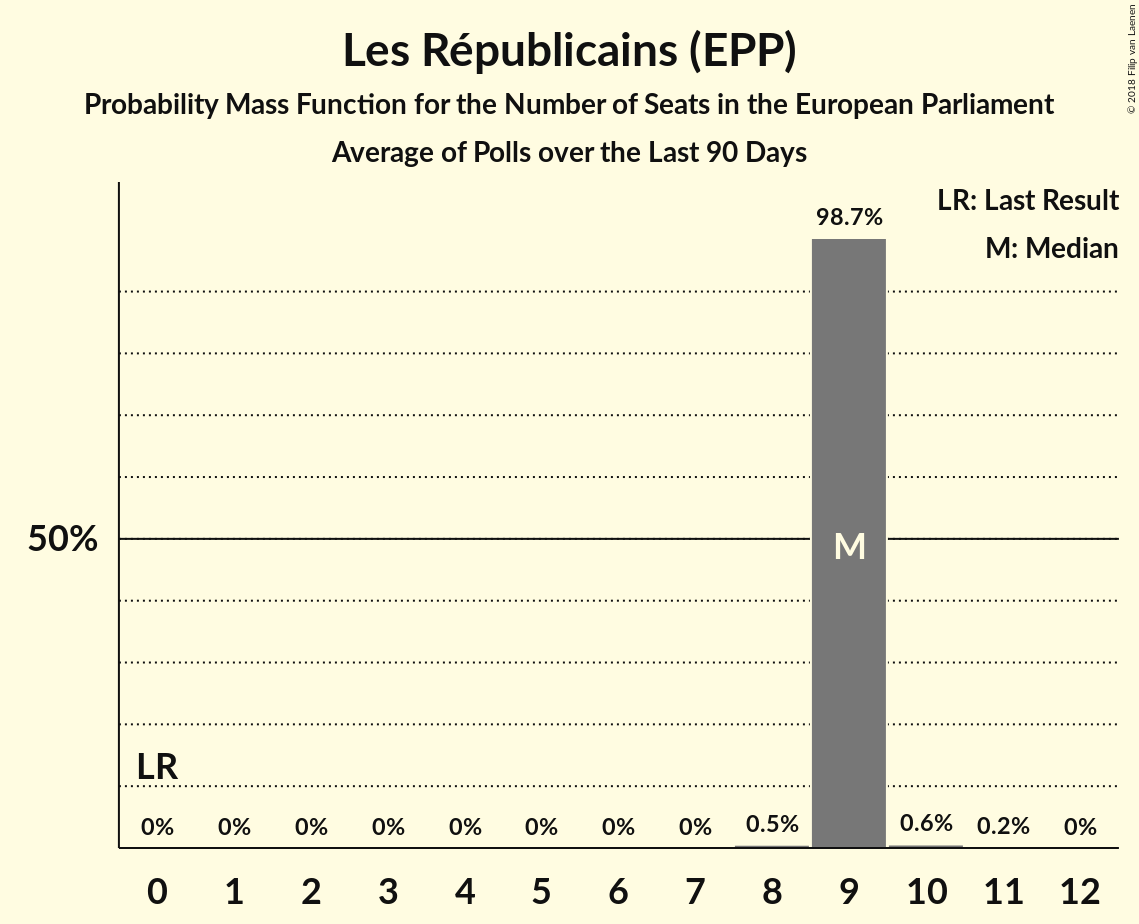 Les Républicains (EPP)
Probability Mass Function for the Number of Seats in the European Parliament
Average of Polls over the Last 90 Days
© 2018 Filip van Laenen
LR: Last Result
M: Median
98.7%
50%
M
LR
0% 0% 0% 0% 0% 0% 0% 0% 0.5% 0.6% 0.2% 0%
0 1 2 3 4 5 6 7 8 9 10 11 12